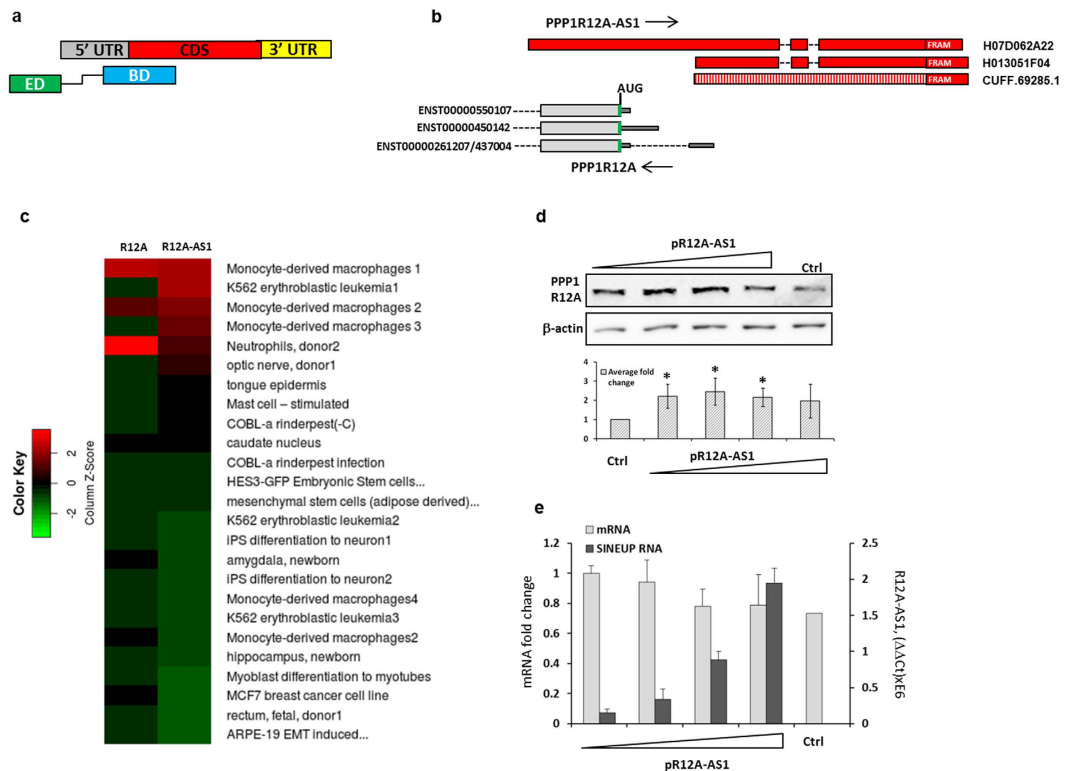 a
5' UTR CDS 3' UTR
ED BD
b
PPP1R12A-AS1
FRAM H07D062A22
FRAM H013051F04
FRAM CUFF.69285.1
AUG
ENST00000550107
ENST00000450142
ENST00000261207/437004
PPP1R12A
c
R12A R12A-AS1
Monocyte-derived macrophages 1
K562 erythroblastic leukemia1
Monocyte-derived macrophages 2
Monocyte-derived macrophages 3
Neutrophils, donor2
optic nerve, donor1
tongue epidermis
Mast cell – stimulated
COBL-a rinderpest(-C)
caudate nucleus
COBL-a rinderpest infection
HES3-GFP Embryonic Stem cells...
mesenchymal stem cells (adipose derived)...
K562 erythroblastic leukemia2
iPS differentiation to neuron1
amygdala, newborn
iPS differentiation to neuron2
Monocyte-derived macrophages4
K562 erythroblastic leukemia3
Monocyte-derived macrophages2
hippocampus, newborn
Myoblast differentiation to myotubes
MCF7 breast cancer cell line
rectum, fetal, donor1
ARPE-19 EMT induced...
Color Key
Column Z-Score
2
0
-2
d
pR12A-AS1
Ctrl
PPP1
R12A
β-actin
4
3
2
1
0
Average fold
change
* * *
Ctrl
pR12A-AS1
e
mRNA
SINEUP RNA
mRNA fold change
1.2
1
0.8
0.6
0.4
0.2
0
2.5
2
1.5
1
0.5
0
R12A-AS1, (ΔΔCt)xE6
Ctrl
pR12A-AS1